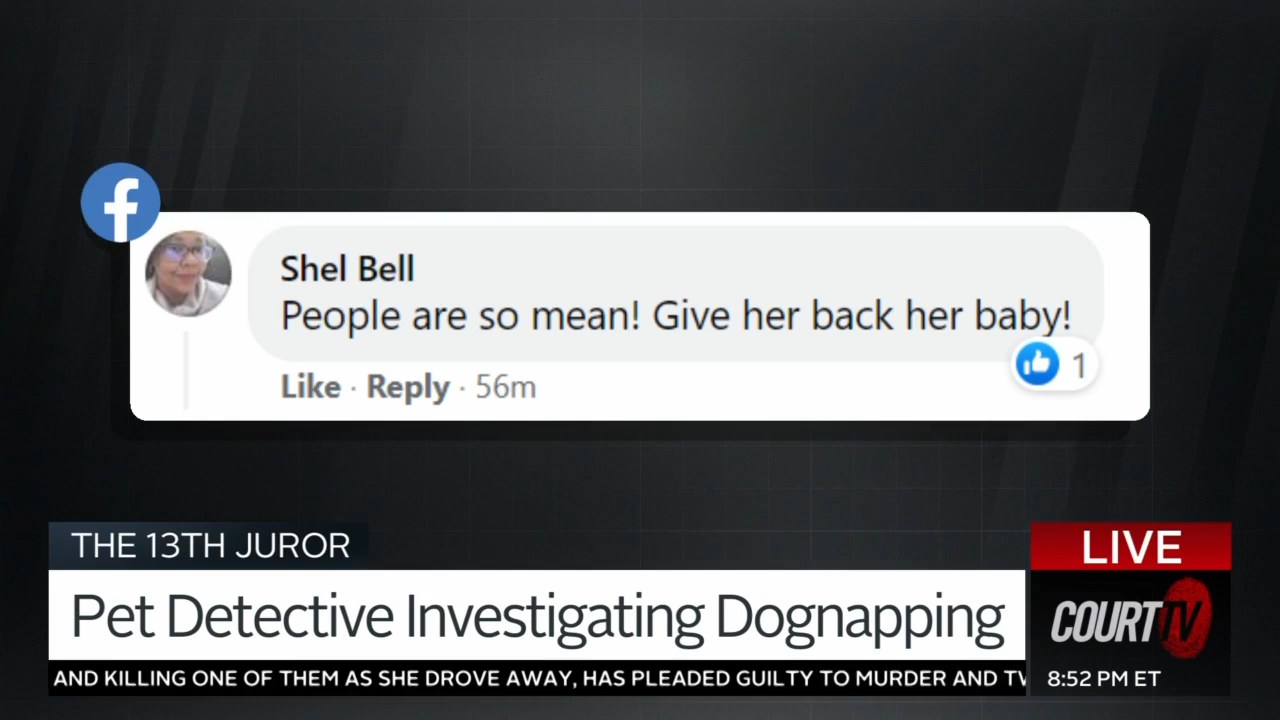 Shel Bell
People are so mean! Give her back her baby!
1
Like · Reply · 56m
THE 13TH JUROR
LIVE
Pet Detective Investigating Dognapping
COURT TV
AND KILLING ONE OF THEM AS SHE DROVE AWAY, HAS PLEADED GUILTY TO MURDER AND
8:52 PM ET